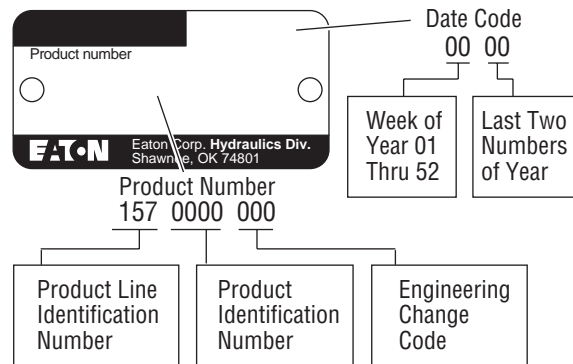 Date Code
00 00
Product number
Week of
Year 01
Thru 52
Last Two
Numbers
of Year
EATON
Eaton Corp. Hydraulics Div.
Shawnee, OK 74801
Product Number
157 0000 000
Product Line
Identification
Number
Product
Identification
Number
Engineering
Change
Code